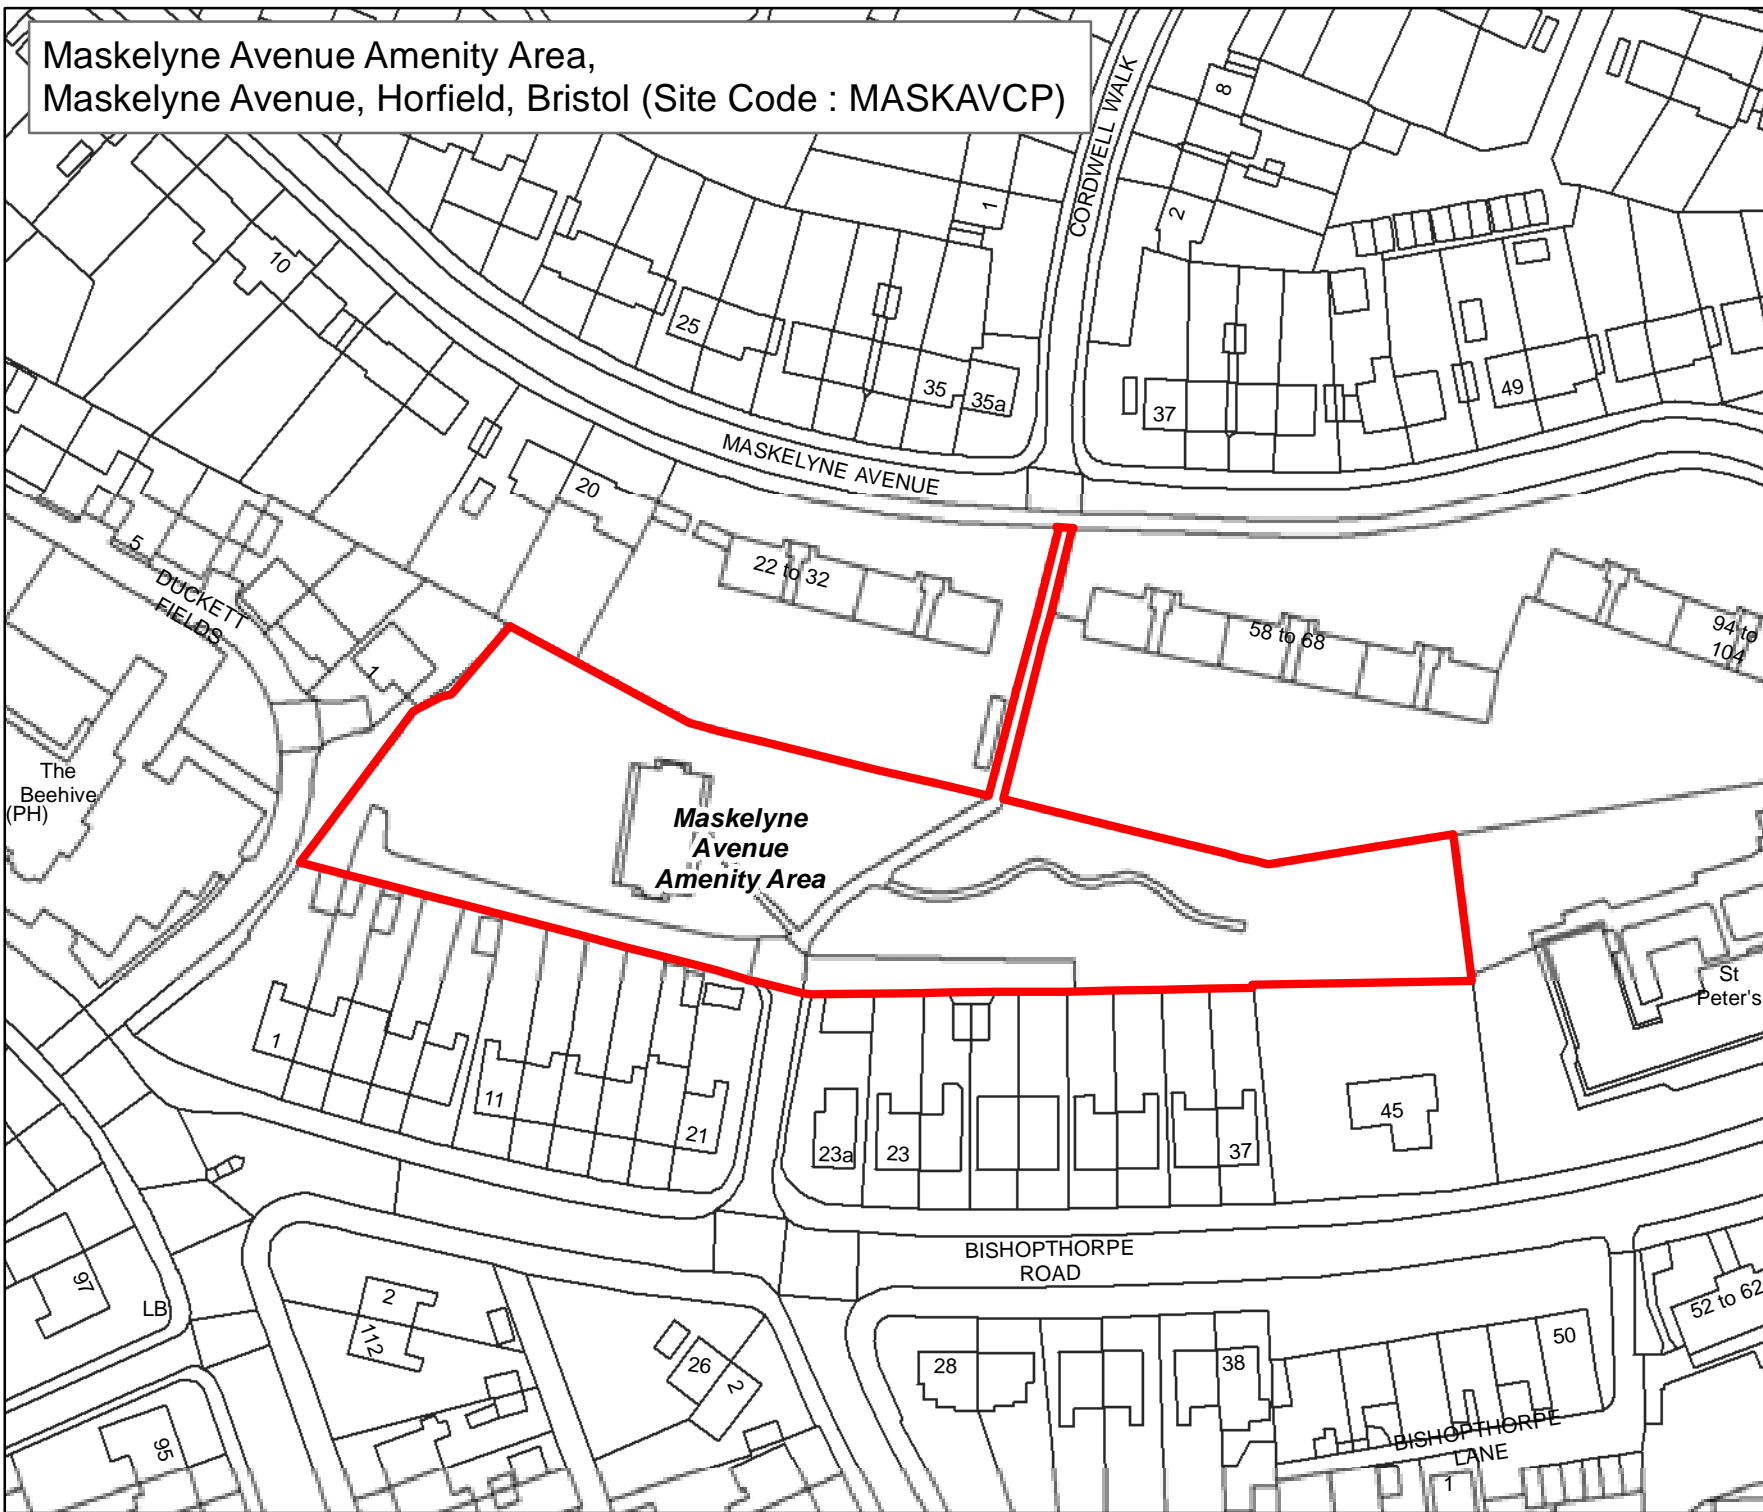 Maskelyne Avenue Amenity Area,
Maskelyne Avenue, Horfield, Bristol (Site Code : MASKAVCP)
CORDWELL WALK
8
2
1
10
25
35
35a
37
49
MASKELYNE AVENUE
20
22 to 32
58 to 68
94 to
104
5
DUCKETT
FIELDS
1
The
Beehive
(PH)
Maskelyne
Avenue
Amenity Area
St
Peter's
1
11
21
23a
23
37
45
BISHOPTHORPE
ROAD
97
LB
2
112
26
2
28
38
50
52 to 62
95
BISHOPTHORPE
LANE
1